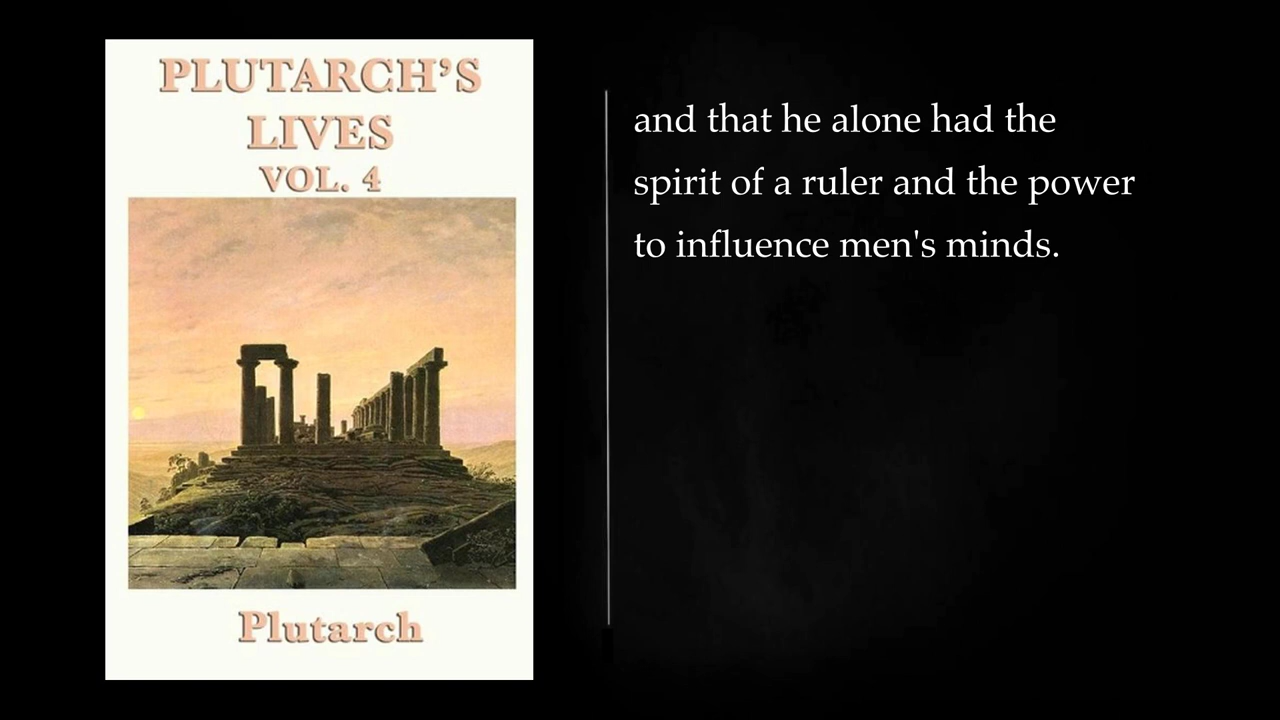 PLUTARCH’S
LIVES
VOL. 4
Plutarch
and that he alone had the
spirit of a ruler and the power
to influence men's minds.